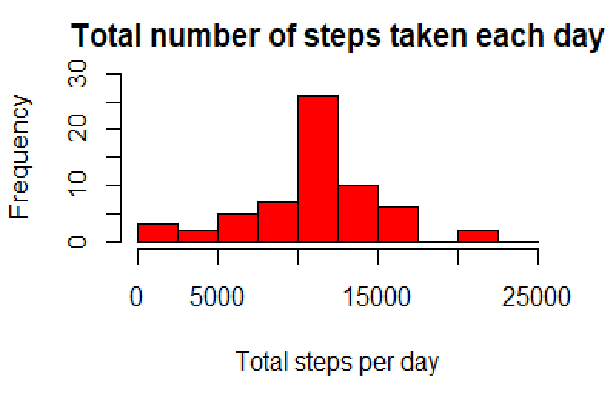 Total number of steps taken each day
Frequency
30
20
10
0
0 5000 15000 25000
Total steps per day